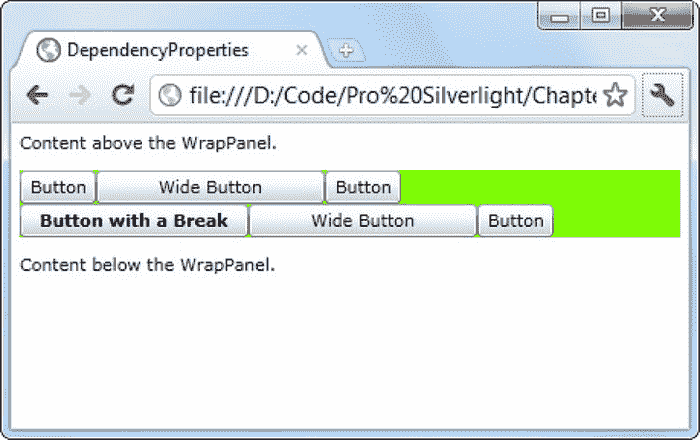 DependencyProperties
file:///D:/Code/Pro%20Silverlight/Chapte
Content above the WrapPanel.
Button Wide Button Button
Button with a Break Wide Button Button
Content below the WrapPanel.